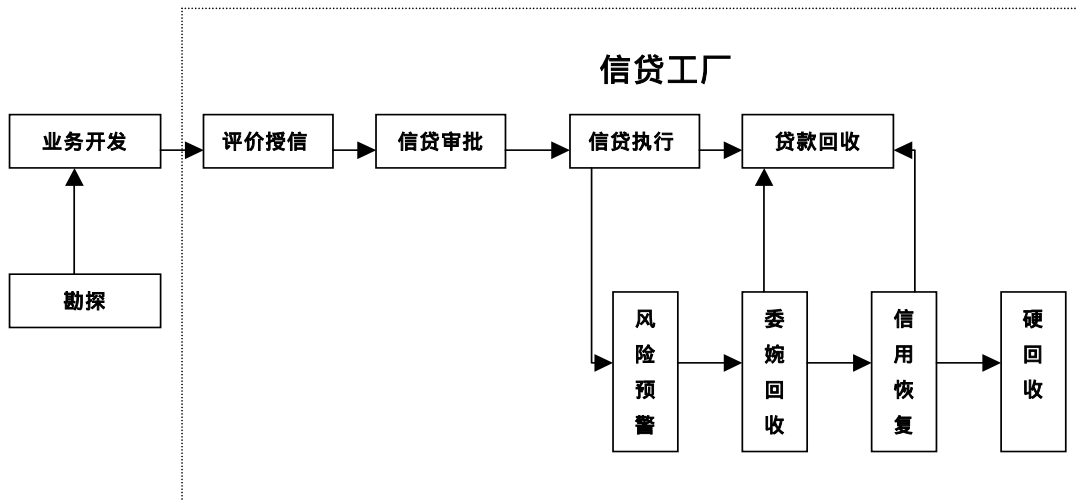 信贷工厂
业务开发
评价授信
信贷审批
信贷执行
贷款回收
勘探
风险预警
委婉回收
信用恢复
硬回收